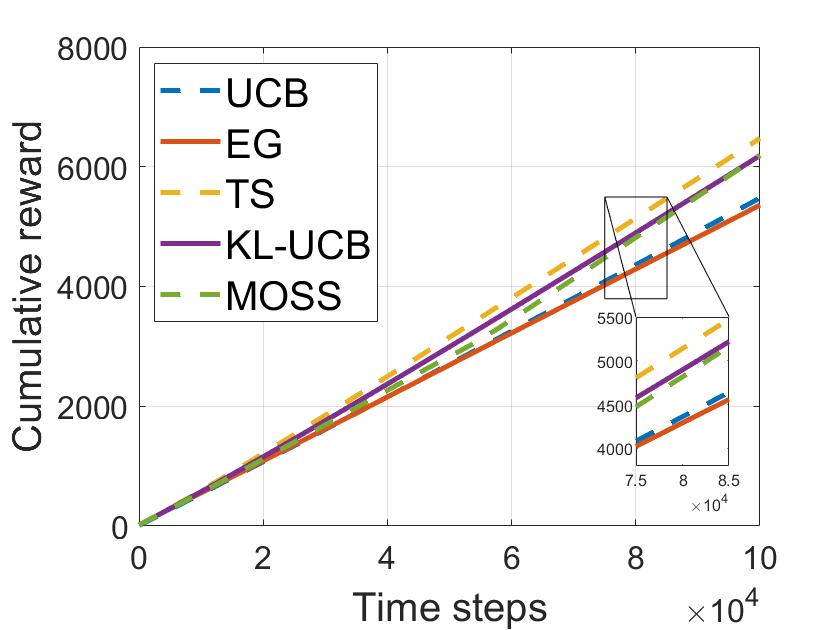 8000
6000
4000
2000
0
Cumulative reward
UCB
EG
TS
KL-UCB
MOSS
5500
5000
4500
4000
7.5 8 8.5
×10^4
0 2 4 6 8 10
Time steps
×10^4